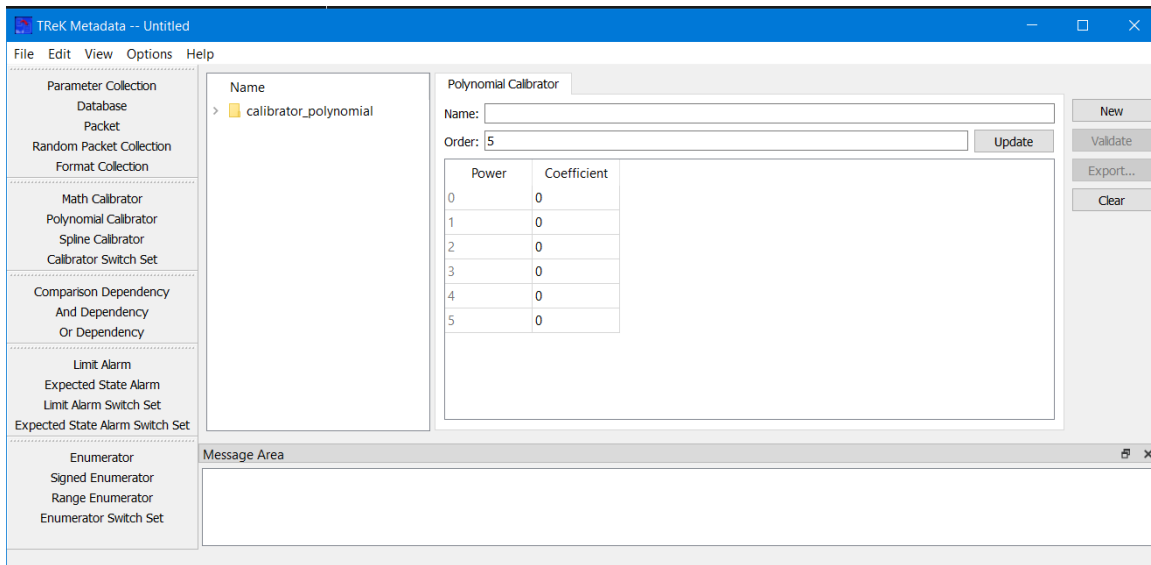 TReK Metadata -- Untitled
File Edit View Options Help
Parameter Collection
Database
Packet
Random Packet Collection
Format Collection
Math Calibrator
Polynomial Calibrator
Spline Calibrator
Calibrator Switch Set
Comparison Dependency
And Dependency
Or Dependency
Limit Alarm
Expected State Alarm
Limit Alarm Switch Set
Expected State Alarm Switch Set
Enumerator
Signed Enumerator
Range Enumerator
Enumerator Switch Set
Name
calibrator_polynomial
Polynomial Calibrator
Name:
Order: 5 Update
Power Coefficient
0 0
1 0
2 0
3 0
4 0
5 0
New
Validate
Export...
Clear
Message Area